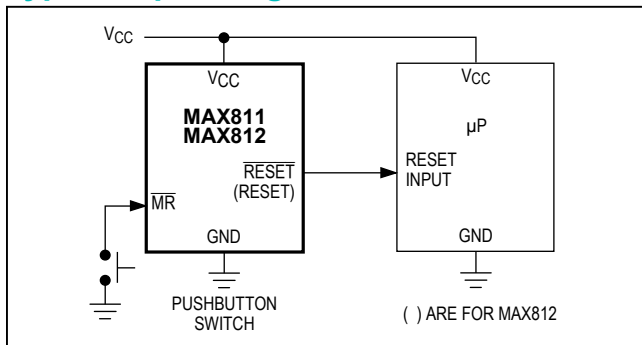 VCC
VCC
MAX811
MAX812
RESET
(RESET)
MR
GND
PUSHBUTTON
SWITCH
VCC
µP
RESET
INPUT
GND
( ) ARE FOR MAX812